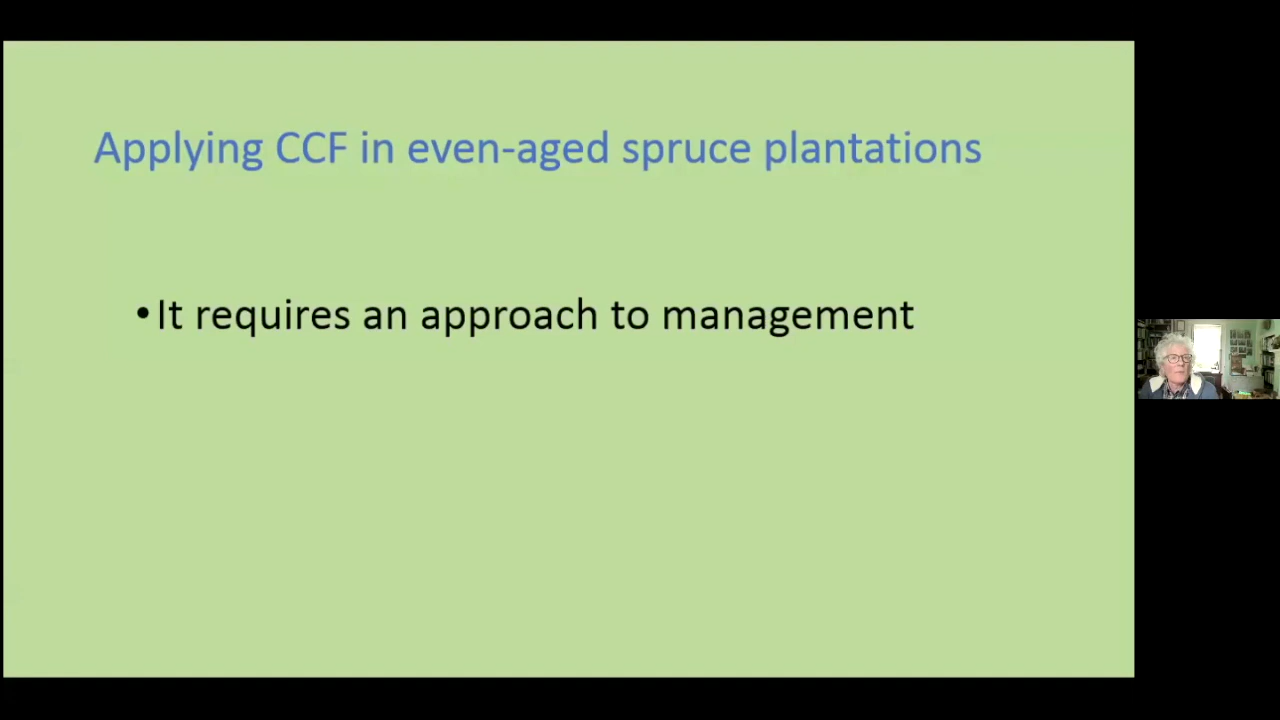 Applying CCF in even-aged spruce plantations
•It requires an approach to management